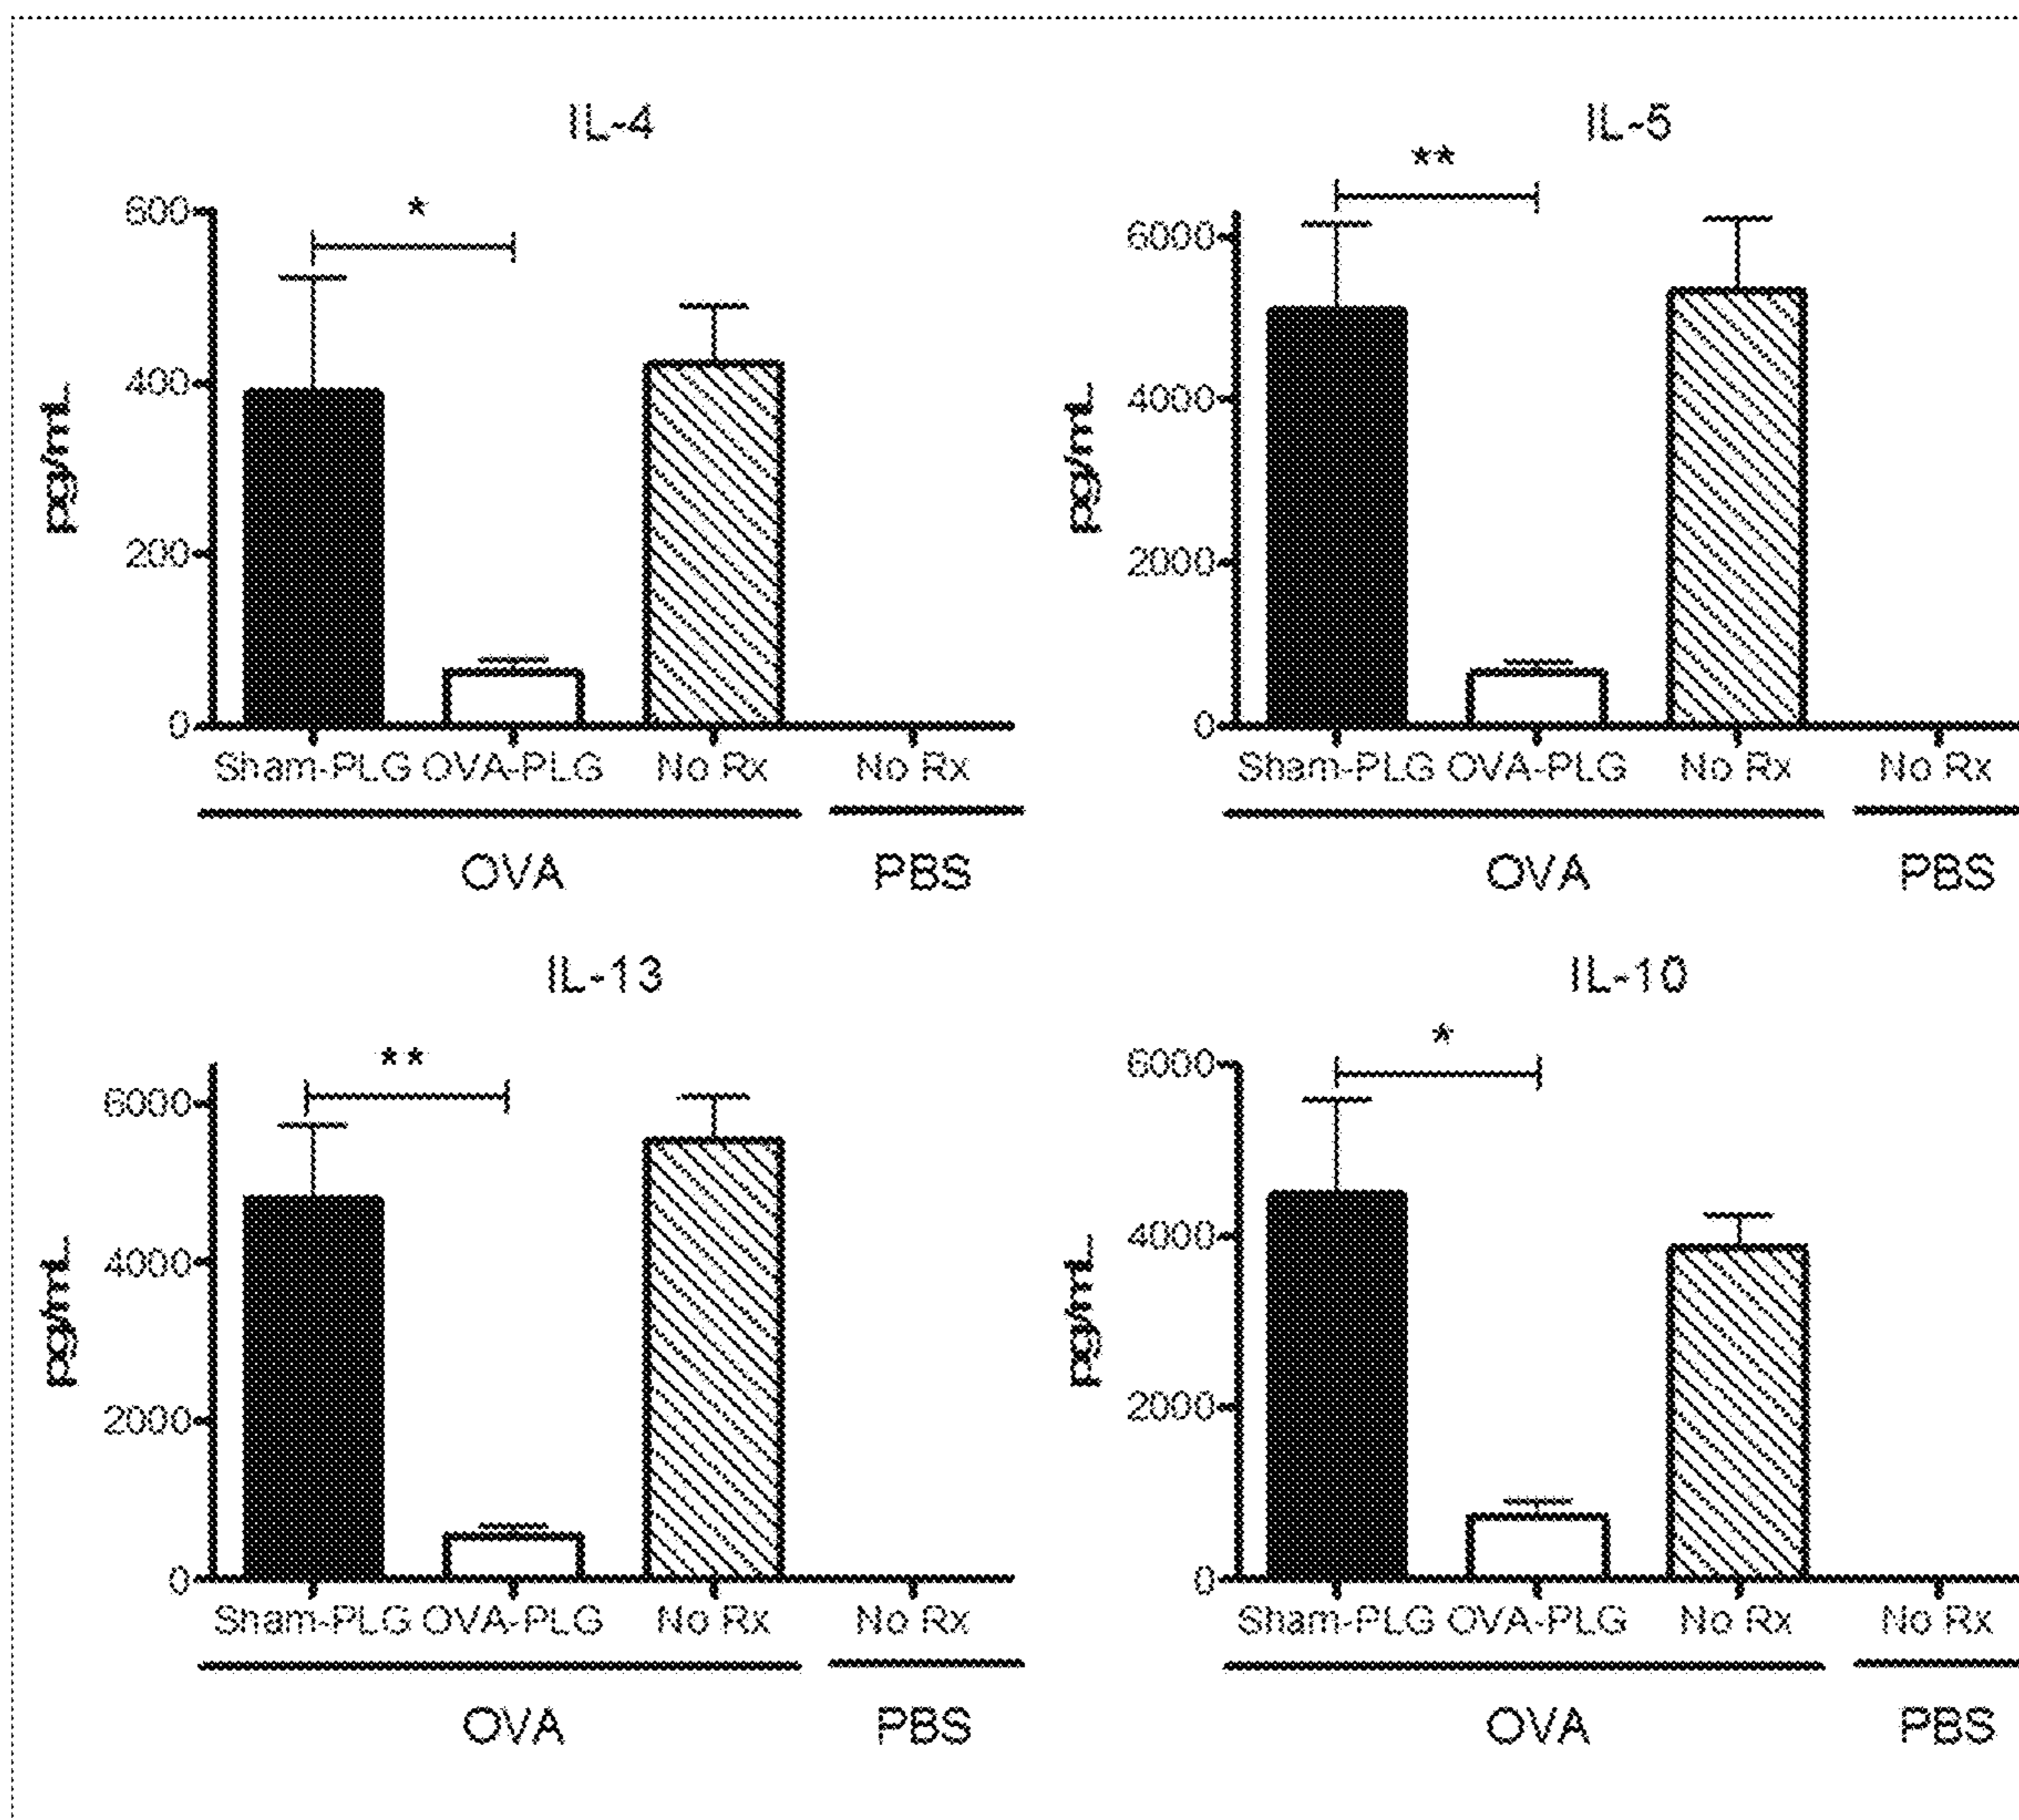 IL-4
*
600
400
200
0
pg/mL
Sham-PLG OVA-PLG No Rx No Rx
OVA PBS
IL-5
**
6000
4000
2000
0
pg/mL
Sham-PLG OVA-PLG No Rx No Rx
OVA PBS
IL-13
**
6000
4000
2000
0
pg/mL
Sham-PLG OVA-PLG No Rx No Rx
OVA PBS
IL-10
*
6000
4000
2000
0
pg/mL
Sham-PLG OVA-PLG No Rx No Rx
OVA PBS